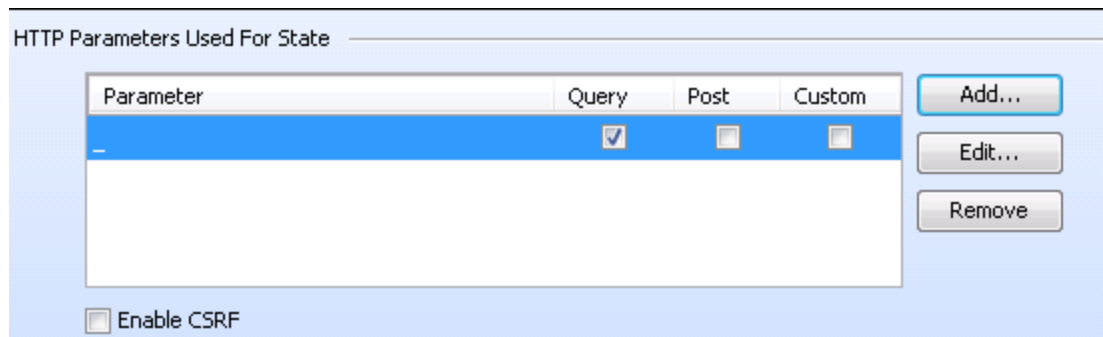 HTTP Parameters Used For State
Parameter Query Post Custom
_
Add...
Edit...
Remove
Enable CSRF